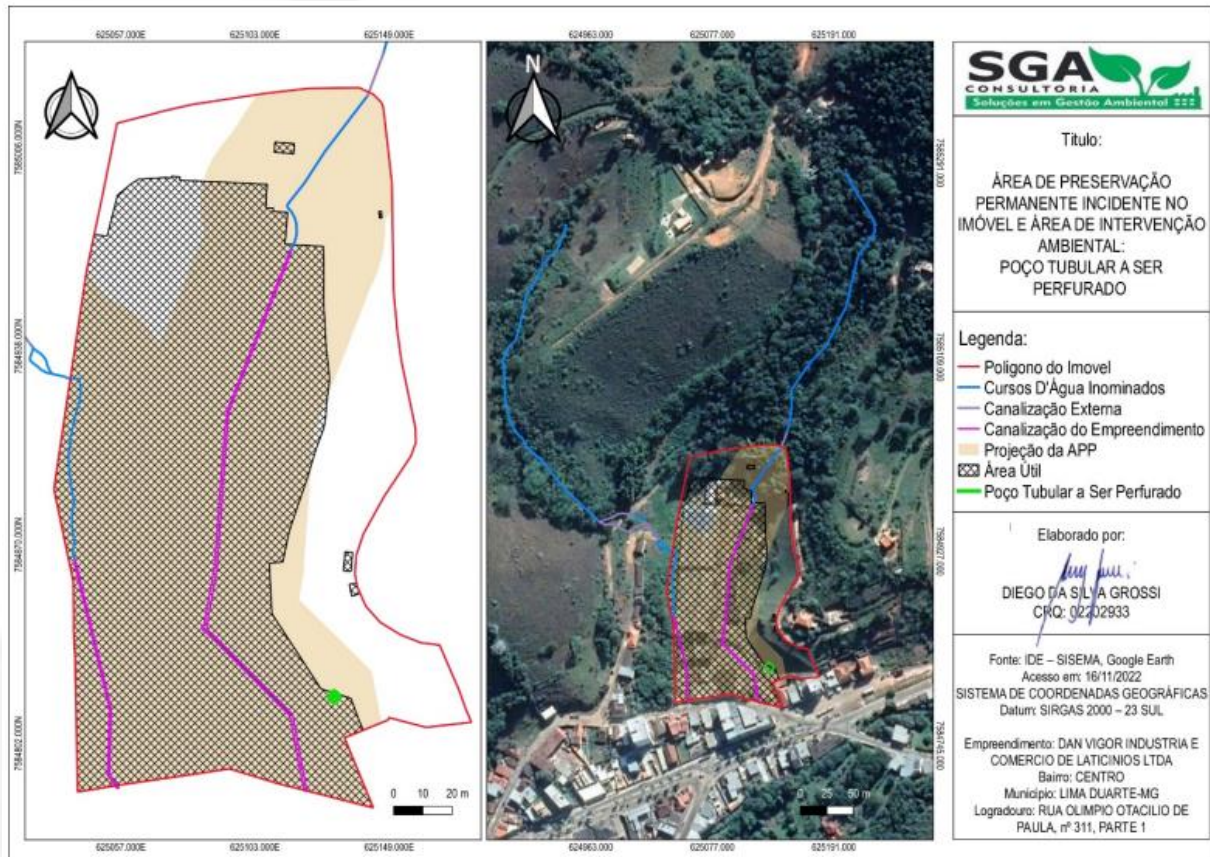 625057.000E 625103.000E 625149.000E
624963.000 625077.000 625191.000
N
7585006.000N
7584938.000N
7584870.000N
7584802.000N
7585291.000
7585109.000
7584927.000
7584745.000
0 10 20 m
0 25 50 m
625057.000E 625103.000E 625149.000E
624963.000 625077.000 625191.000
SGA
CONSULTORIA
Soluções em Gestão Ambiental
Titulo:
ÁREA DE PRESERVAÇÃO
PERMANENTE INCIDENTE NO
IMÓVEL E ÁREA DE INTERVENÇÃO
AMBIENTAL:
POÇO TUBULAR A SER
PERFURADO
Legenda:
Poligono do Imovel
Cursos D'Água Inominados
Canalização Externa
Canalização do Empreendimento
Projeção da APP
Área Útil
Poço Tubular a Ser Perfurado
Elaborado por:
DIEGO DA SILVA GROSSI
CRQ: 02202933
Fonte: IDE – SISEMA, Google Earth
Acesso em: 16/11/2022
SISTEMA DE COORDENADAS GEOGRÁFICAS
Datum: SIRGAS 2000 – 23 SUL
Empreendimento: DAN VIGOR INDUSTRIA E
COMERCIO DE LATICINIOS LTDA
Bairro: CENTRO
Município: LIMA DUARTE-MG
Logradouro: RUA OLIMPIO OTACILIO DE
PAULA, nº 311, PARTE 1